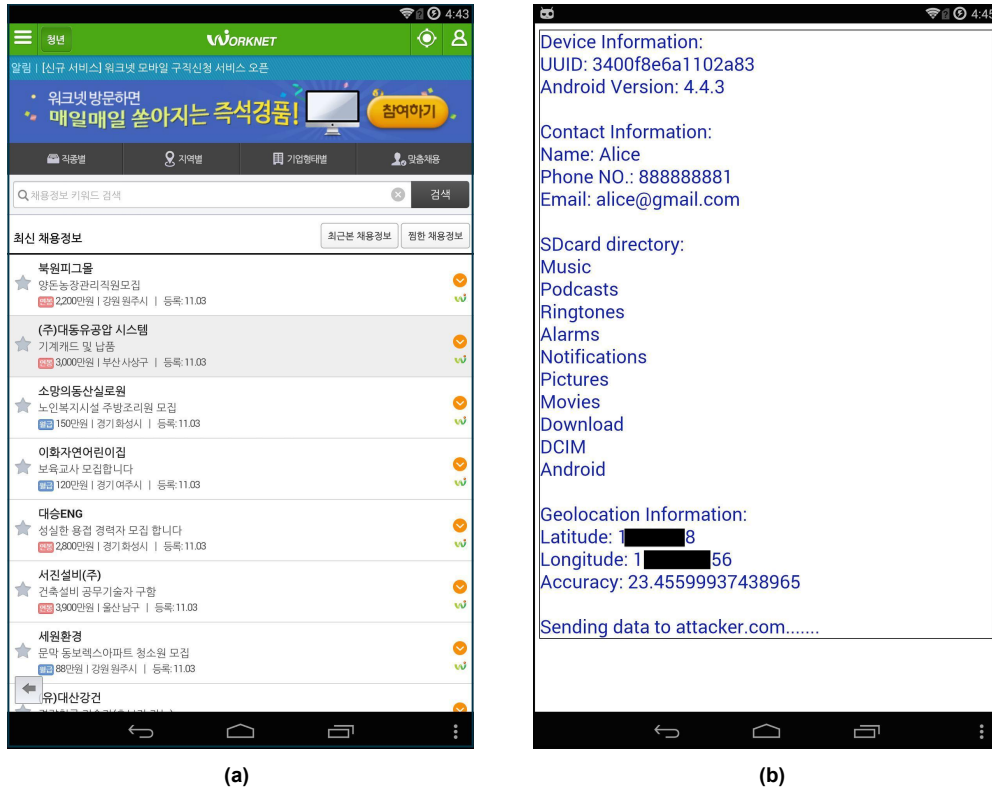 4:43
청년
WORKNET
알림 | [신규 서비스] 워크넷 모바일 구직신청 서비스 오픈
워크넷 방문하면
매일매일 쏟아지는 즉석경품!
참여하기
직종별 지역별 기업형태별 맞춤채용
채용정보 키워드 검색 검색
최신 채용정보 최근본 채용정보 찜한 채용정보
북원피그몰
양돈농장관리직원모집
연봉 2,200만원 | 강원 원주시 | 등록:11.03
(주)대동유공압 시스템
기계캐드 및 납품
연봉 3,000만원 | 부산 사상구 | 등록:11.03
소망의동산실로원
노인복지시설 주방조리원 모집
월급 150만원 | 경기 화성시 | 등록:11.03
이화자연어린이집
보육교사 모집합니다
월급 120만원 | 경기 여주시 | 등록:11.03
대승ENG
성실한 용접 경력자 모집 합니다
연봉 2,800만원 | 경기 화성시 | 등록:11.03
서진설비(주)
건축설비 공무기술자 구함
연봉 3,900만원 | 울산 남구 | 등록:11.03
세원환경
문막 동보렉스아파트 청소원 모집
월급 88만원 | 강원 원주시 | 등록:11.03
(유)대산강건
(a)
4:45
Device Information:
UUID: 3400f8e6a1102a83
Android Version: 4.4.3
Contact Information:
Name: Alice
Phone NO.: 888888881
Email: alice@gmail.com
SDcard directory:
Music
Podcasts
Ringtones
Alarms
Notifications
Pictures
Movies
Download
DCIM
Android
Geolocation Information:
Latitude: 1 8
Longitude: 1 56
Accuracy: 23.45599937438965
Sending data to attacker.com.......
(b)